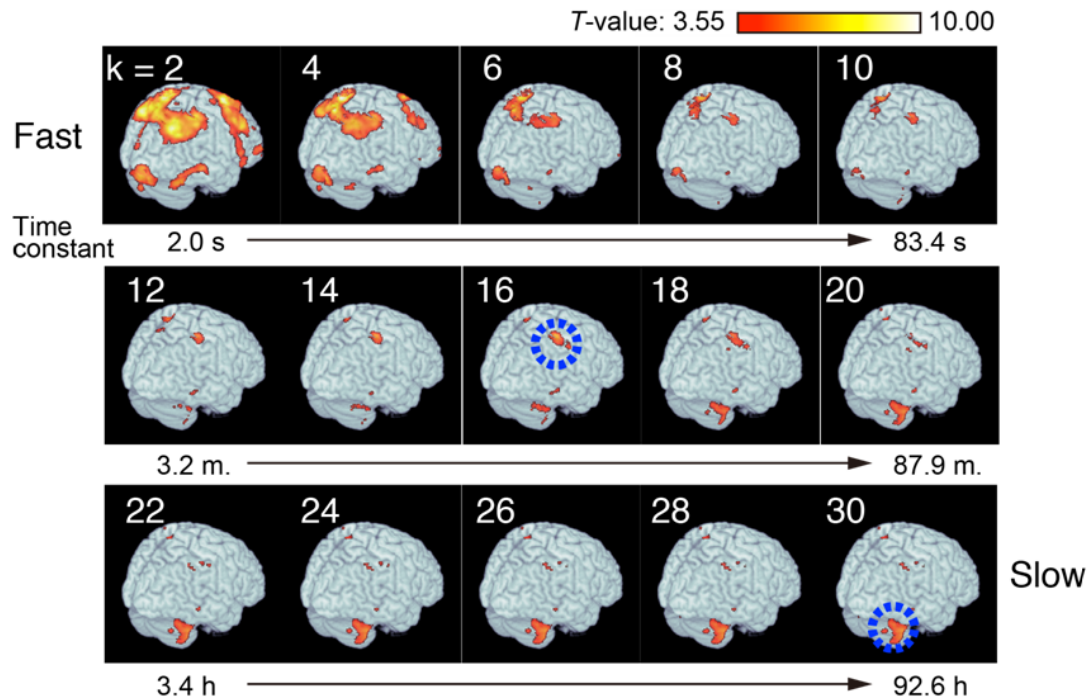 T-value: 3.55 10.00
k = 2 4 6 8 10
Fast
Time
constant
2.0 s 83.4 s
12 14 16 18 20
3.2 m. 87.9 m.
22 24 26 28 30
Slow
3.4 h 92.6 h